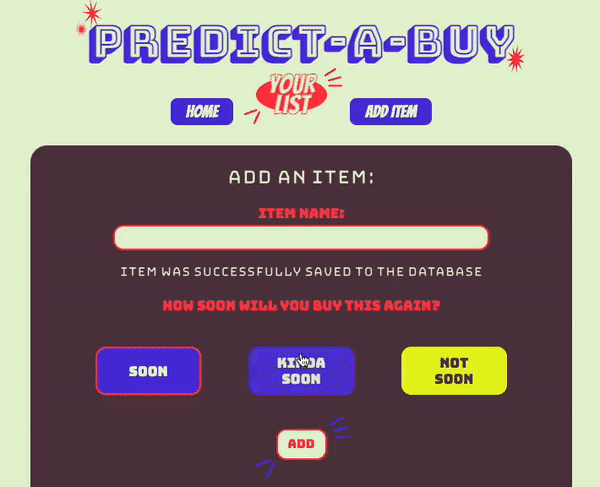 PREDICT-A-BUY
YOUR
LIST
HOME
ADD ITEM
ADD AN ITEM:
ITEM NAME:
ITEM WAS SUCCESSFULLY SAVED TO THE DATABASE
HOW SOON WILL YOU BUY THIS AGAIN?
SOON
KINDA
SOON
NOT
SOON
ADD